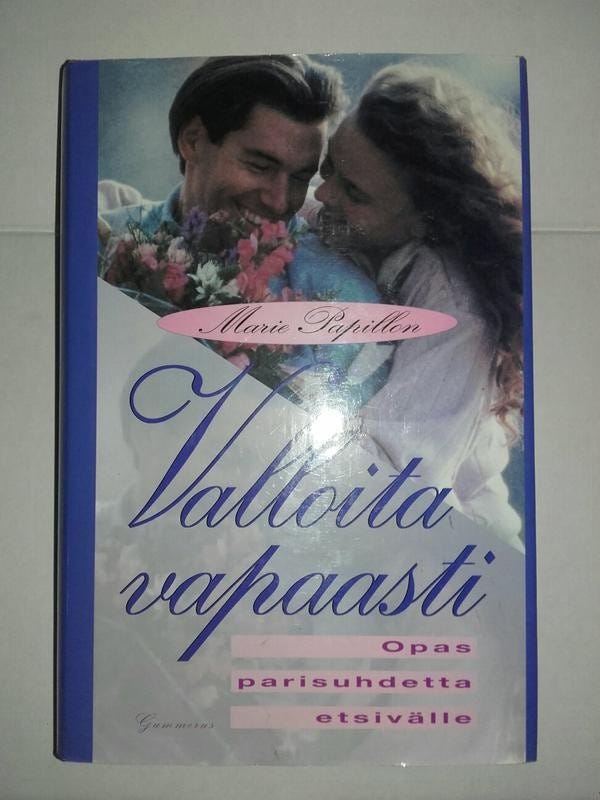 Marie Papillon
Valloita
vapaasti
Opas
parisuhdetta
etsivälle
Gummerus